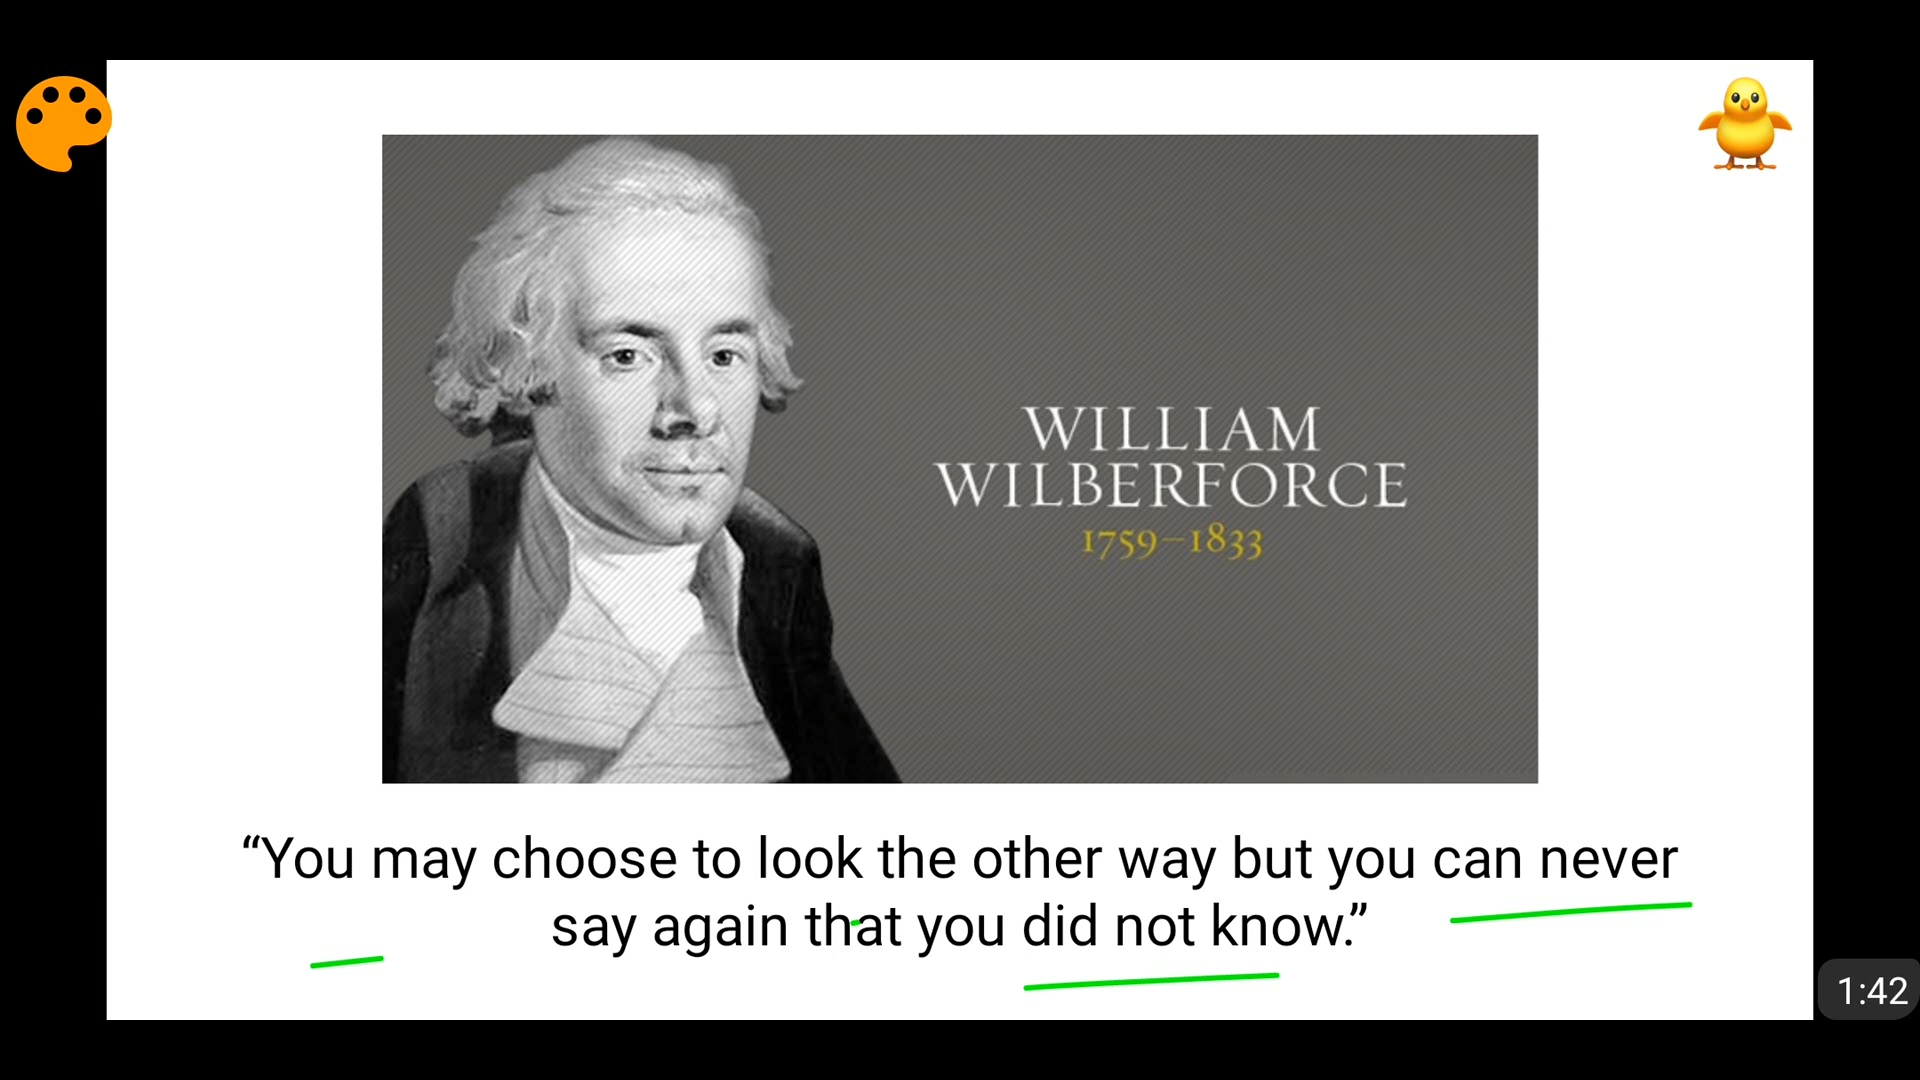 WILLIAM
WILBERFORCE
1759–1833
“You may choose to look the other way but you can never
say again that you did not know.”
1:42